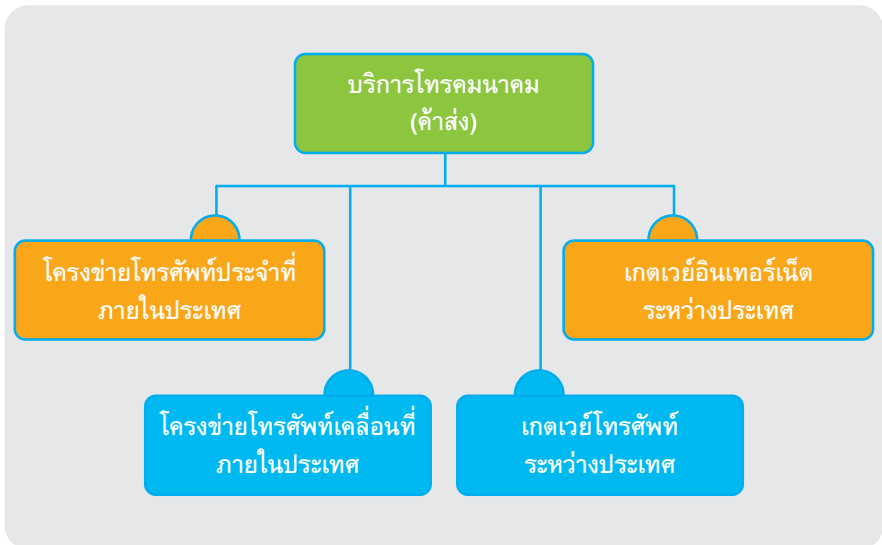 บริการโทรคมนาคม
(ค้าส่ง)
โครงข่ายโทรศัพท์ประจำที่
ภายในประเทศ
เกตเวย์อินเทอร์เน็ต
ระหว่างประเทศ
โครงข่ายโทรศัพท์เคลื่อนที่
ภายในประเทศ
เกตเวย์โทรศัพท์
ระหว่างประเทศ